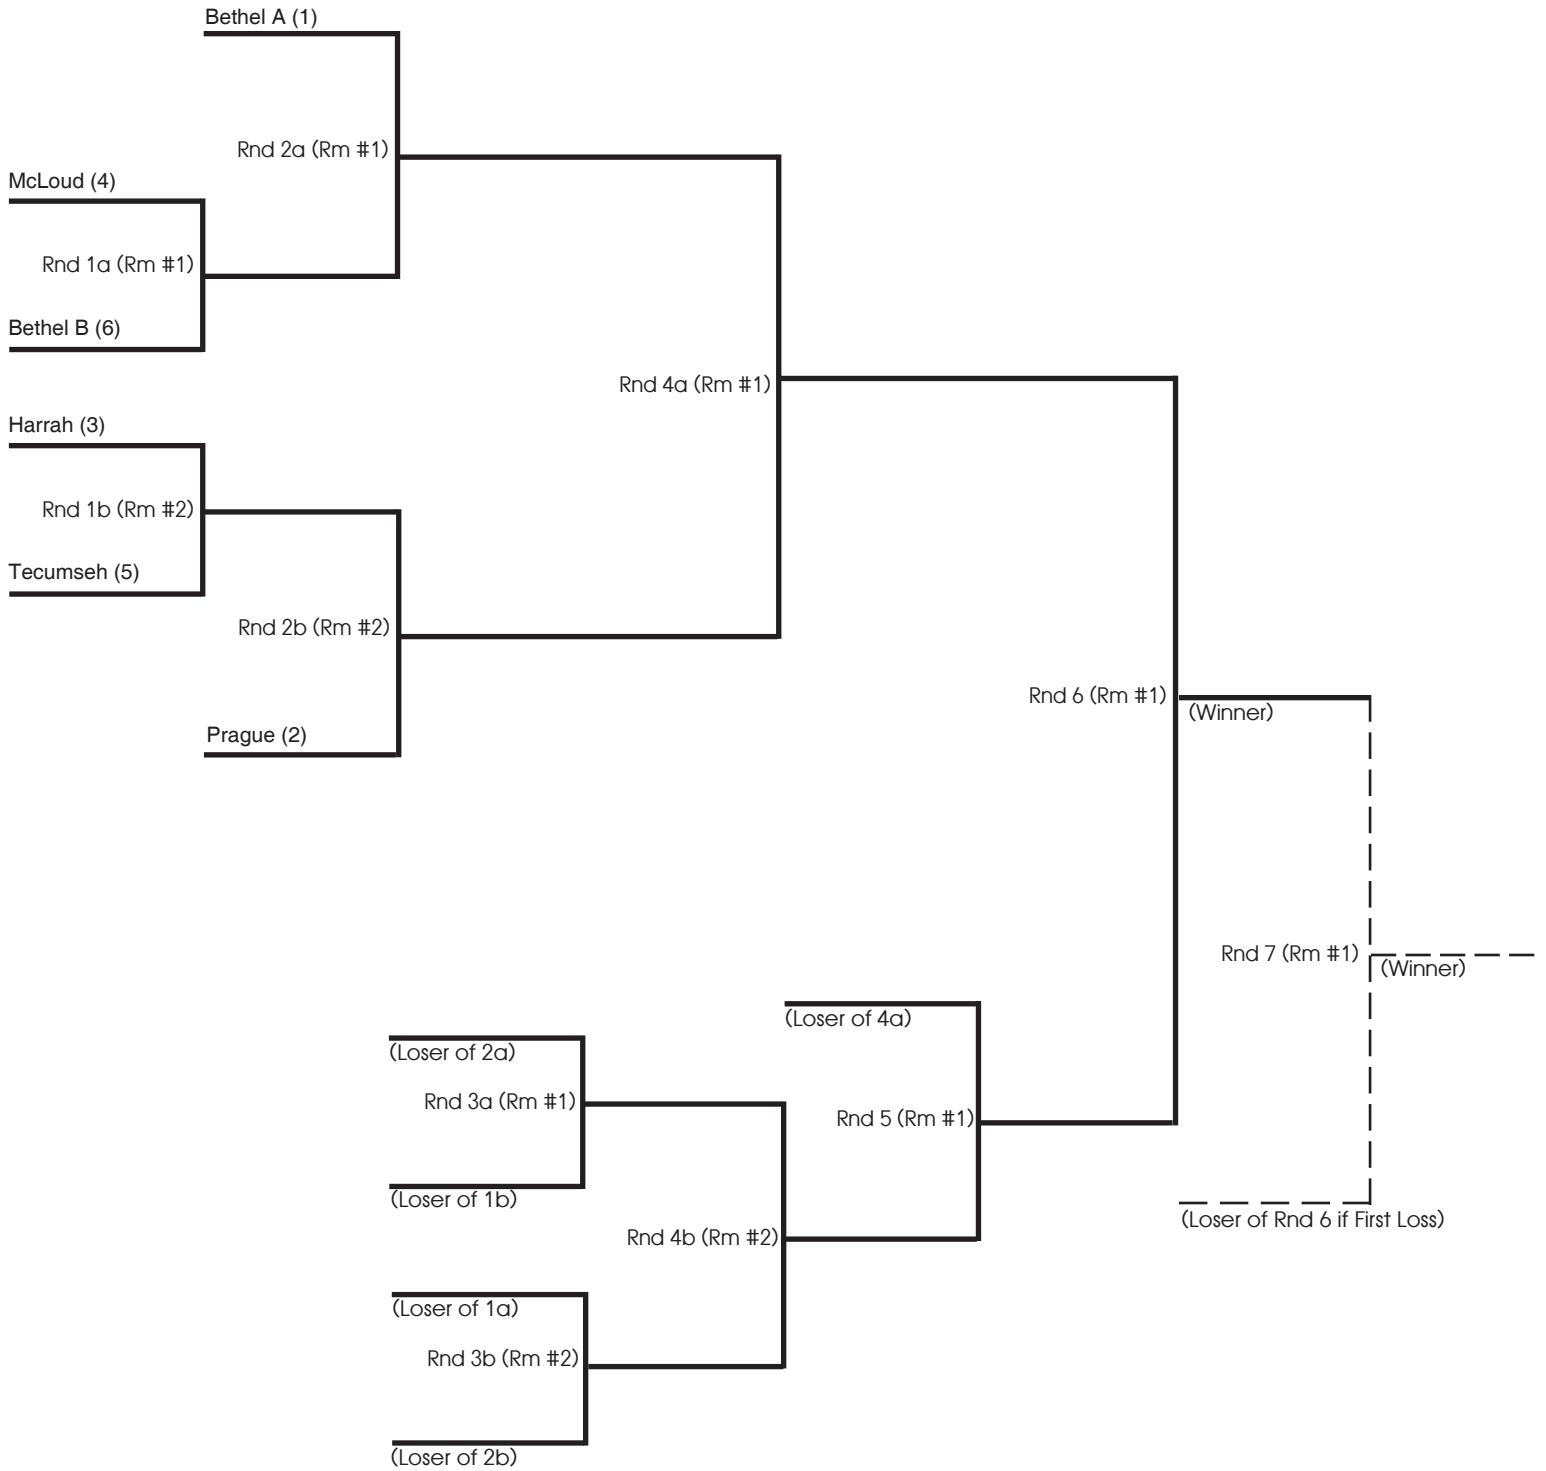 Bethel A (1)
Rnd 2a (Rm #1)
McLoud (4)
Rnd 1a (Rm #1)
Bethel B (6)
Rnd 4a (Rm #1)
Harrah (3)
Rnd 1b (Rm #2)
Tecumseh (5)
Rnd 2b (Rm #2)
Rnd 6 (Rm #1)
(Winner)
Prague (2)
Rnd 7 (Rm #1)
(Winner)
(Loser of 4a)
(Loser of 2a)
Rnd 3a (Rm #1)
Rnd 5 (Rm #1)
(Loser of 1b)
(Loser of Rnd 6 if First Loss)
Rnd 4b (Rm #2)
(Loser of 1a)
Rnd 3b (Rm #2)
(Loser of 2b)